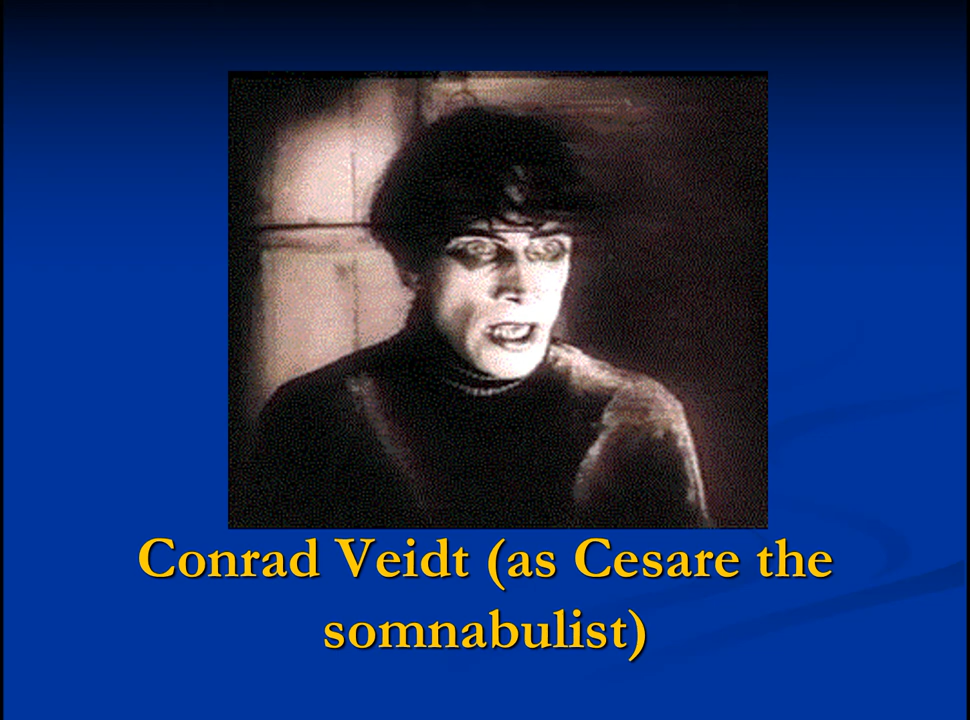 Conrad Veidt (as Cesare the
somnabulist)